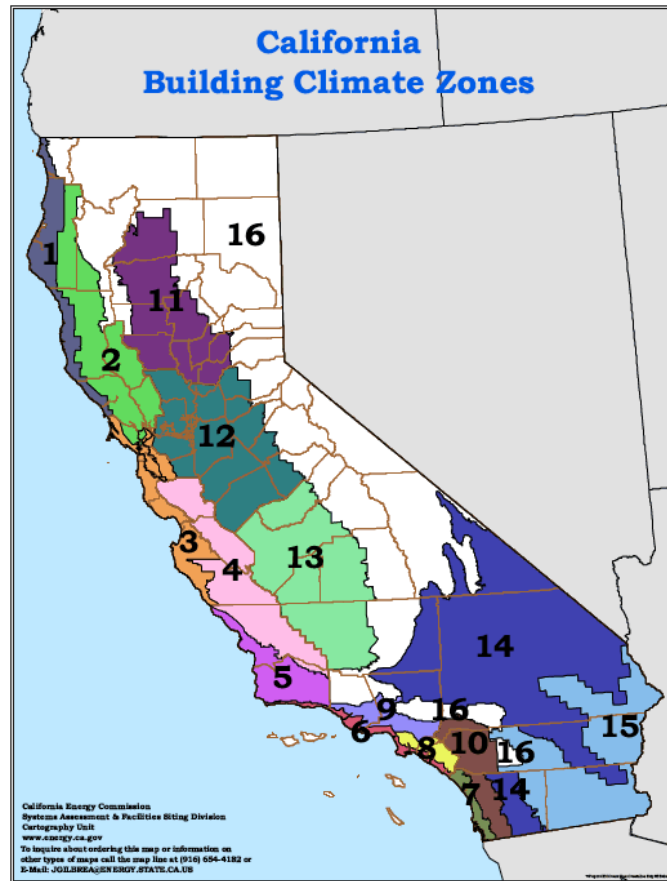 California
Building Climate Zones
16
1
11
2
12
3
13
4
14
5
15
9
16
6
10
8
16
7
14
California Energy Commission
Systems Assessment & Facilities Siting Division
Cartography Unit
www.energy.ca.gov
To inquire about ordering this map or information on
other types of maps call the map line at (916) 654-4182 or
E-Mail: JGILBREA@ENERGY.STATE.CA.US